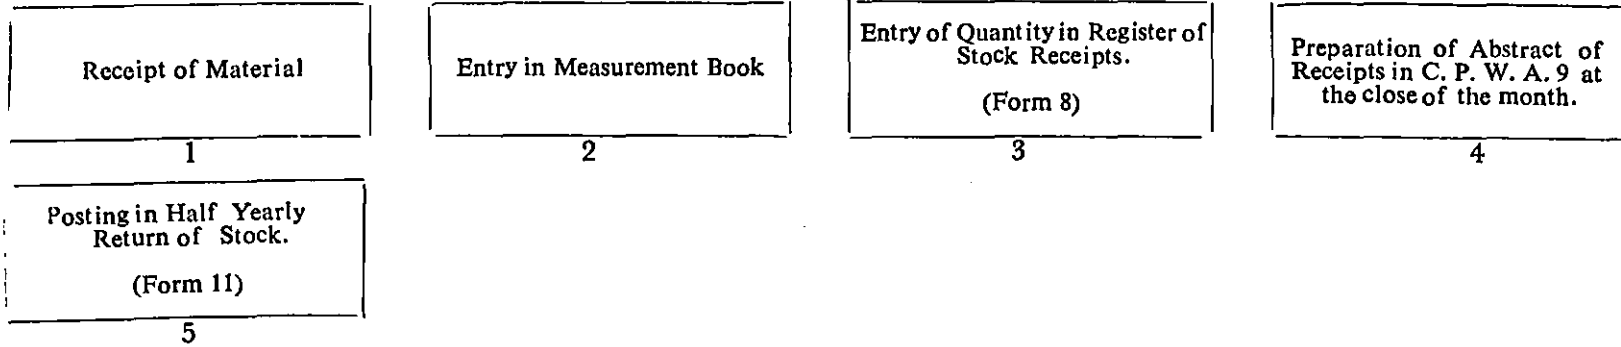 Receipt of Material
1
Entry in Measurement Book
2
Entry of Quantity in Register of
Stock Receipts.
(Form 8)
3
Preparation of Abstract of
Receipts in C. P. W. A. 9 at
the close of the month.
4
Posting in Half Yearly
Return of Stock.
(Form 11)
5